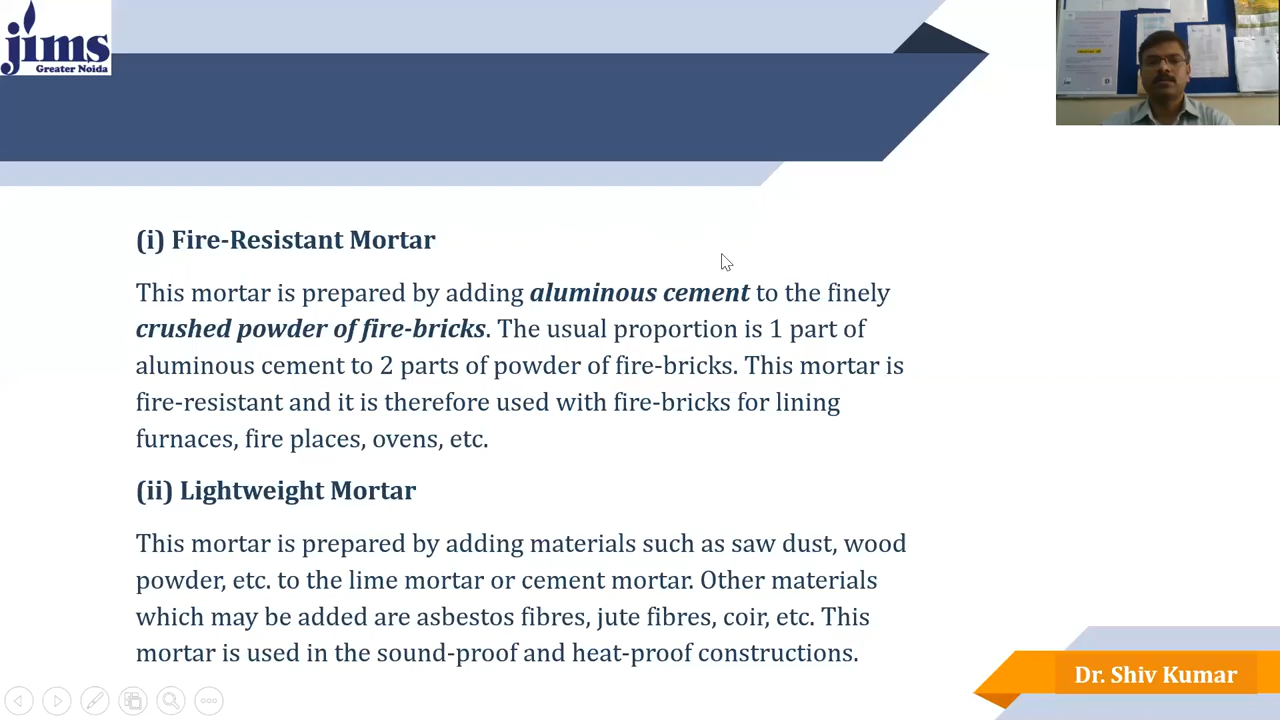 jims
Greater Noida
(i) Fire-Resistant Mortar
This mortar is prepared by adding aluminous cement to the finely
crushed powder of fire-bricks. The usual proportion is 1 part of
aluminous cement to 2 parts of powder of fire-bricks. This mortar is
fire-resistant and it is therefore used with fire-bricks for lining
furnaces, fire places, ovens, etc.
(ii) Lightweight Mortar
This mortar is prepared by adding materials such as saw dust, wood
powder, etc. to the lime mortar or cement mortar. Other materials
which may be added are asbestos fibres, jute fibres, coir, etc. This
mortar is used in the sound-proof and heat-proof constructions.
Dr. Shiv Kumar